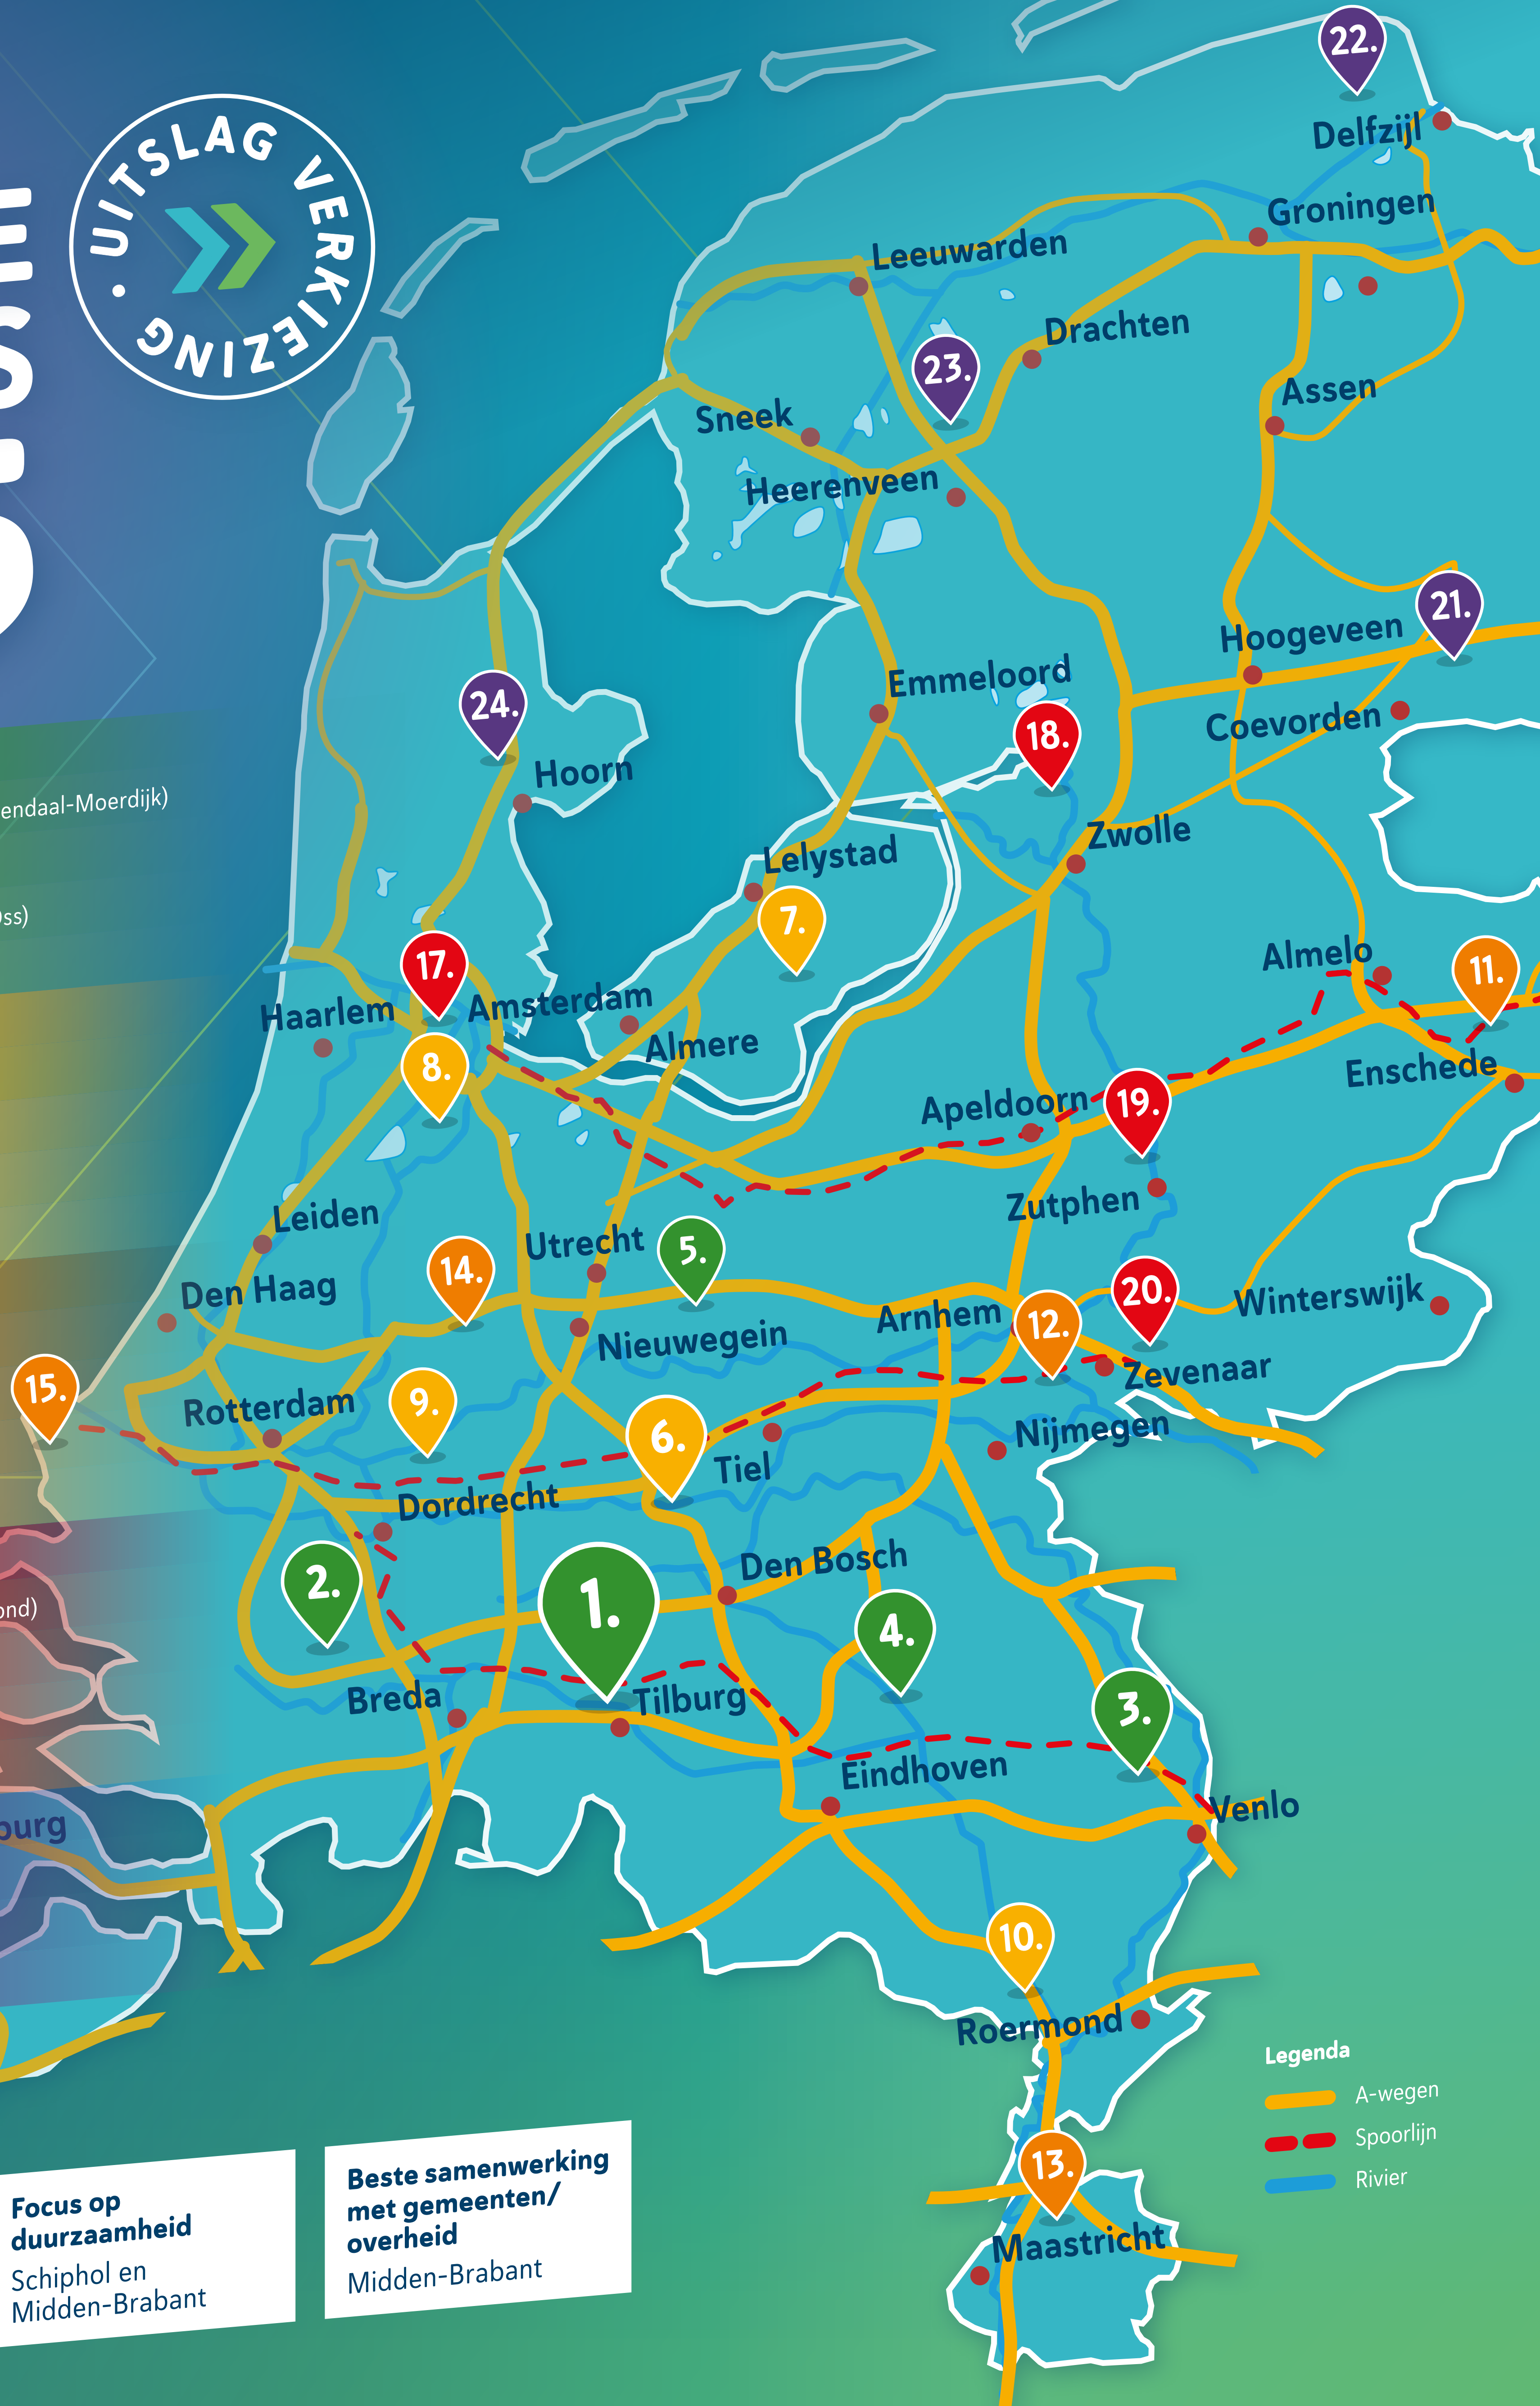 UITSLAG VERKIEZING
22.
Delfzijl
Groningen
Leeuwarden
Drachten
23.
Assen
Sneek
Heerenveen
21.
Hoogeveen
Emmeloord
24.
18.
Coevorden
Hoorn
endaal-Moerdijk)
Zwolle
Lelystad
7.
Almelo
11.
17.
Haarlem
Amsterdam
Almere
8.
Enschede
Apeldoorn
19.
Zutphen
Leiden
Utrecht
5.
14.
Den Haag
20.
Winterswijk
Arnhem
12.
Nieuwegein
Zevenaar
15.
Rotterdam
9.
6.
Nijmegen
Tiel
Dordrecht
Den Bosch
2.
1.
4.
ond)
Breda
Tilburg
3.
Eindhoven
Venlo
burg
10.
Roermond
Legenda
A-wegen
Spoorlijn
Rivier
13.
Maastricht
Focus op
duurzaamheid
Schiphol en
Midden-Brabant
Beste samenwerking
met gemeenten/
overheid
Midden-Brabant